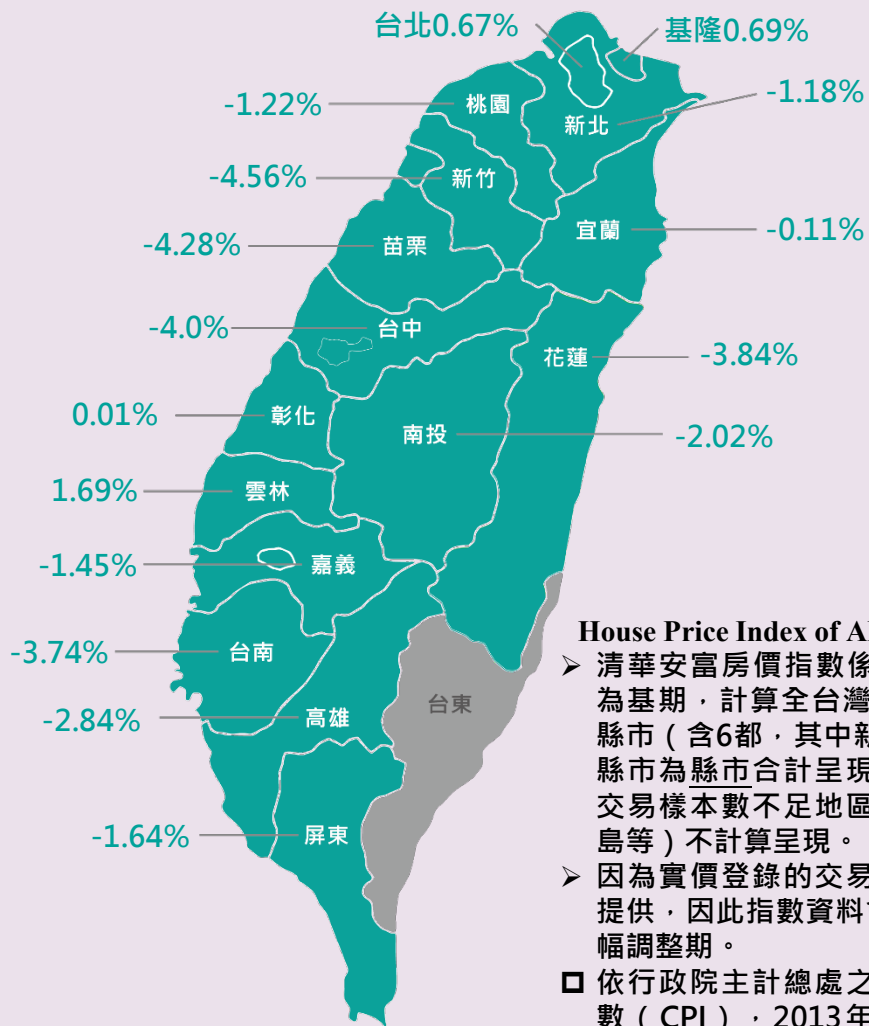 台北0.67%
基隆0.69%
-1.22%
桃園
新北
-1.18%
-4.56%
新竹
宜蘭
-0.11%
-4.28%
苗栗
-4.0%
台中
花蓮
-3.84%
0.01%
彰化
南投
-2.02%
1.69%
雲林
-1.45%
嘉義
-3.74%
台南
-2.84%
高雄
台東
-1.64%
屏東
House Price Index of
➢ 清華安富房價指數係
為基期，計算全台灣
縣市（含6都，其中新
縣市為縣市合計呈現
交易樣本數不足地區
島等）不計算呈現。
➢ 因為實價登錄的交易
提供，因此指數資料
幅調整期。
❑ 依行政院主計總處之
數（CPI），2013年